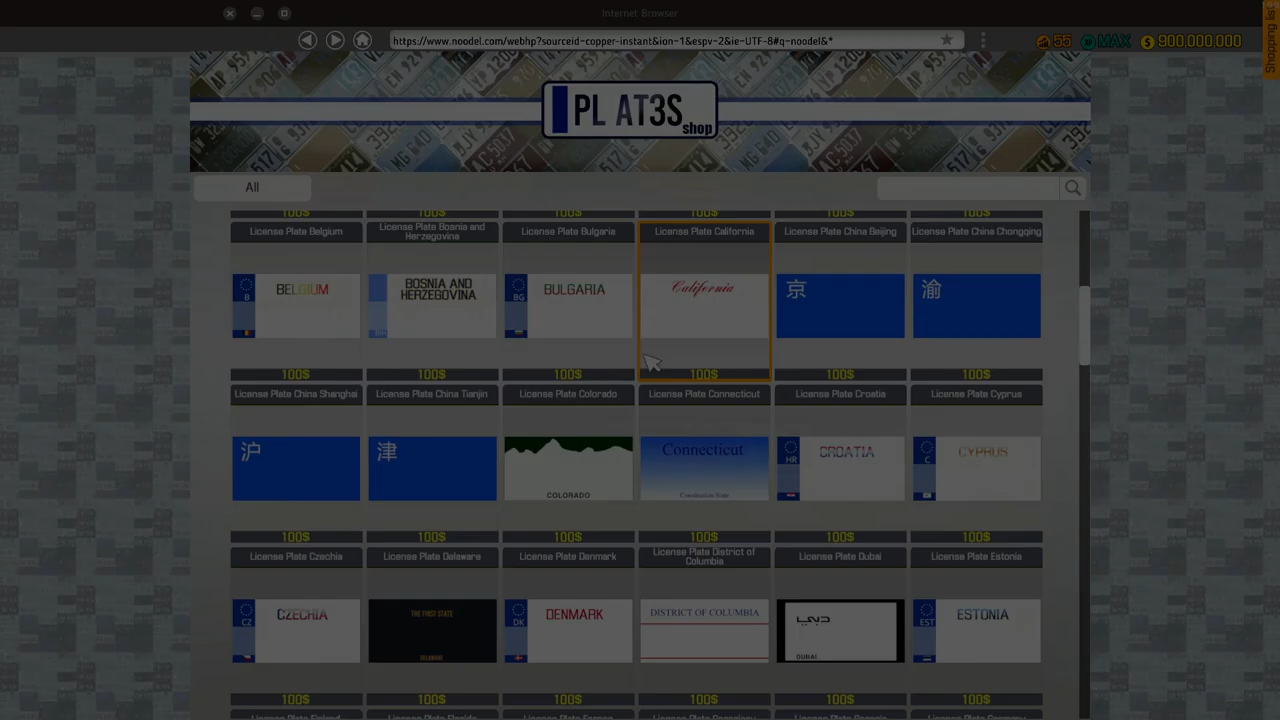 Internet Browser
https://www.noodel.com/webhp?sourceid-copper-instant&ion-1&espv-2&ie-UTF-8#q-noodel&*
55 MAX $ 900.000.000
Shopping list
PL AT3S
shop
All
100$ 100$ 100$ 100$ 100$ 100$
License Plate Belgium
License Plate Bosnia and Herzegovina
License Plate Bulgaria
License Plate California
License Plate China Beijing
License Plate China Chongqing
B BELGIUM
BOSNIA AND
HERZEGOVINA
BG BULGARIA
California
京
渝
100$ 100$ 100$ 100$ 100$ 100$
License Plate China Shanghai
License Plate China Tianjin
License Plate Colorado
License Plate Connecticut
License Plate Croatia
License Plate Cyprus
沪
津
COLORADO
Connecticut
Constitution State
HR CROATIA
C CYPRUS
100$ 100$ 100$ 100$ 100$ 100$
License Plate Czechia
License Plate Delaware
License Plate Denmark
License Plate District of
Columbia
License Plate Dubai
License Plate Estonia
CZ CZECHIA
THE FIRST STATE
DELAWARE
DK DENMARK
DISTRICT OF COLUMBIA
دبي
DUBAI
EST ESTONIA
100$ 100$ 100$ 100$ 100$ 100$